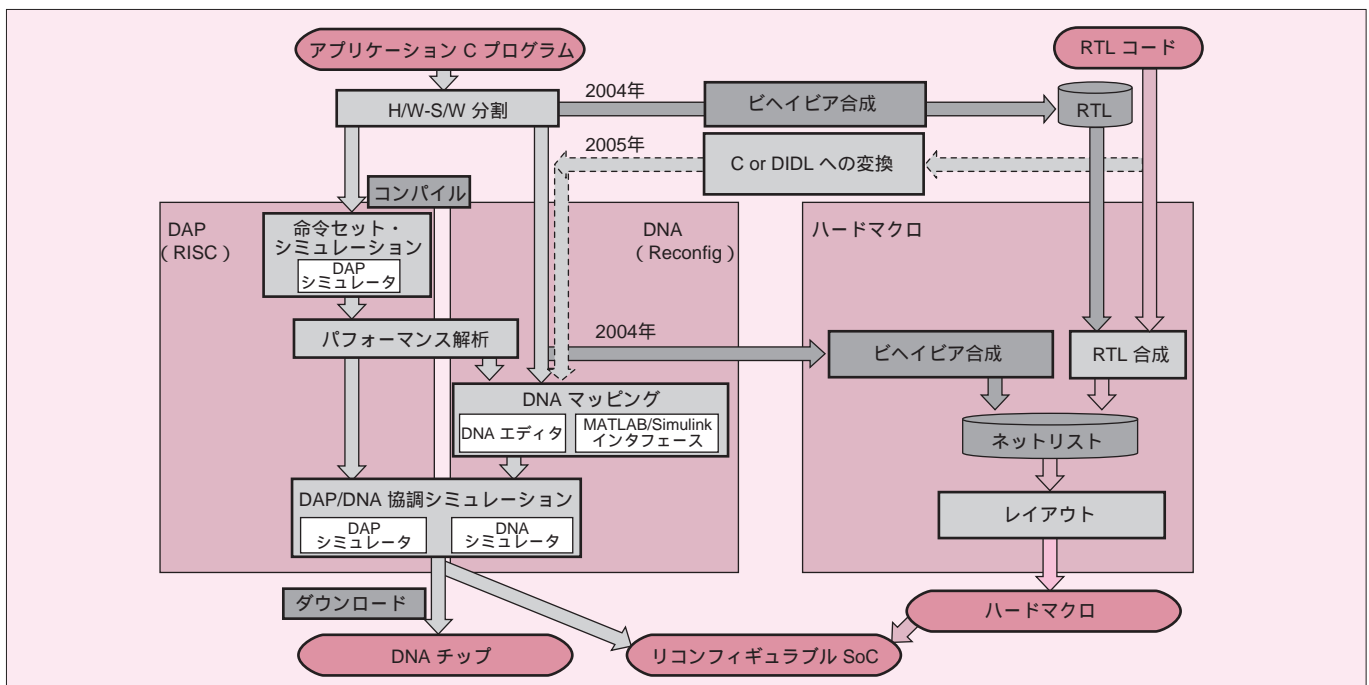 アプリケーション C プログラム
RTL コード
H/W-S/W 分割
2004年
ビヘイビア合成
RTL
2005年
C or DIDL への変換
コンパイル
DAP
（RISC）
命令セット・
シミュレーション
DAP
シミュレータ
DNA
（Reconfig）
ハードマクロ
パフォーマンス解析
2004年
ビヘイビア合成
RTL 合成
DNA マッピング
DNA エディタ
MATLAB/Simulink
インタフェース
ネットリスト
DAP/DNA 協調シミュレーション
DAP
シミュレータ
DNA
シミュレータ
レイアウト
ダウンロード
ハードマクロ
DNA チップ
リコンフィギュラブル SoC